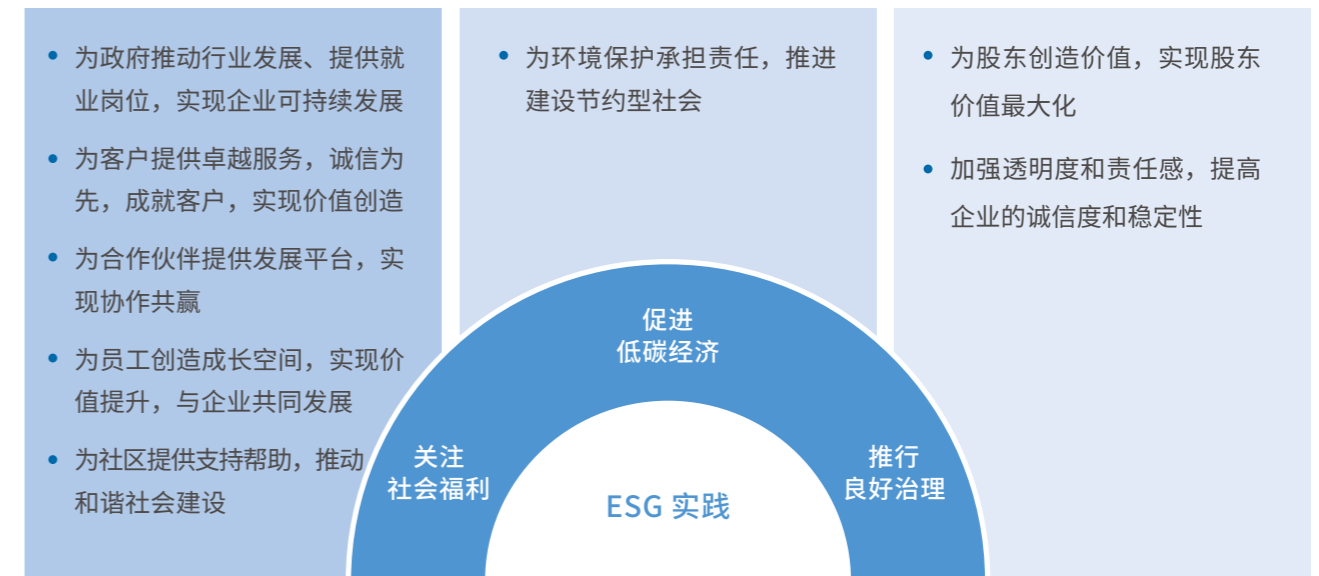 为政府推动行业发展、提供就
业岗位，实现企业可持续发展
为客户提供卓越服务，诚信为
先，成就客户，实现价值创造
为合作伙伴提供发展平台，实
现协作共赢
为员工创造成长空间，实现价
值提升，与企业共同发展
为社区提供支持帮助，推动
和谐社会建设
为环境保护承担责任，推进
建设节约型社会
为股东创造价值，实现股东
价值最大化
加强透明度和责任感，提高
企业的诚信度和稳定性
关注
社会福利
促进
低碳经济
推行
良好治理
ESG 实践